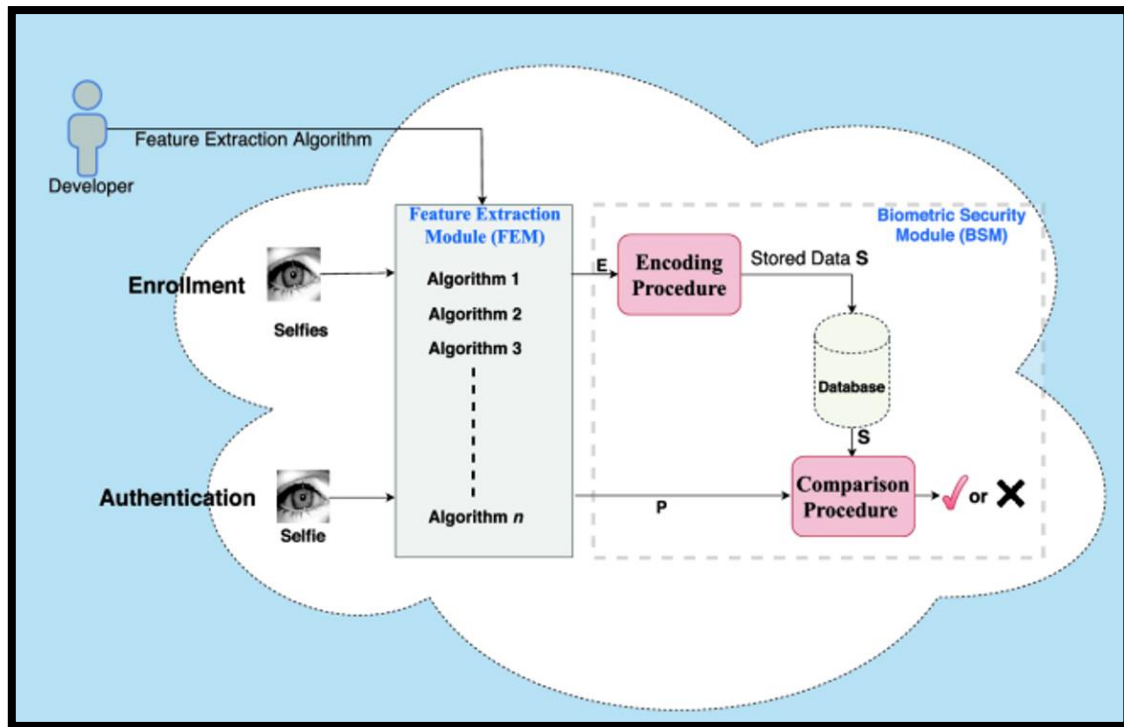 Feature Extraction Algorithm
Developer
Feature Extraction
Module (FEM)
Biometric Security
Module (BSM)
Enrollment
Selfies
Algorithm 1
Algorithm 2
Algorithm 3
E
Encoding
Procedure
Stored Data S
Database
S
Authentication
Selfie
Algorithm n
P
Comparison
Procedure
or